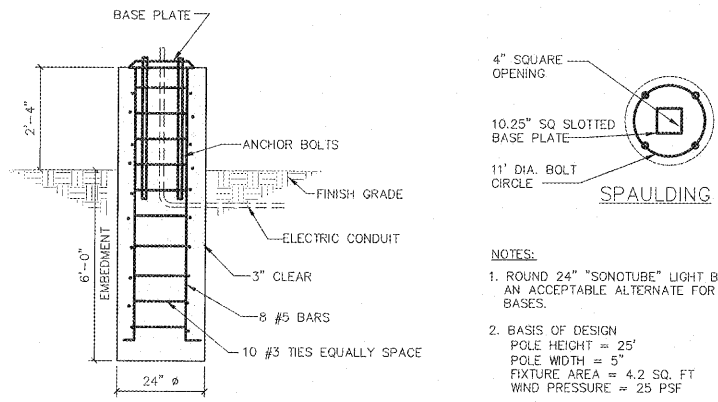 BASE PLATE
2'-4"
ANCHOR BOLTS
FINISH GRADE
ELECTRIC CONDUIT
6'-0"
EMBEDMENT
3" CLEAR
8 #5 BARS
10 #3 TIES EQUALLY SPACE
24" ø
4" SQUARE
OPENING
10.25" SQ SLOTTED
BASE PLATE
11' DIA. BOLT
CIRCLE
SPAULDING
NOTES:
1. ROUND 24" "SONOTUBE" LIGHT B
AN ACCEPTABLE ALTERNATE FOR
BASES.
2. BASIS OF DESIGN
POLE HEIGHT = 25'
POLE WIDTH = 5"
FIXTURE AREA = 4.2 SQ. FT
WIND PRESSURE = 25 PSF